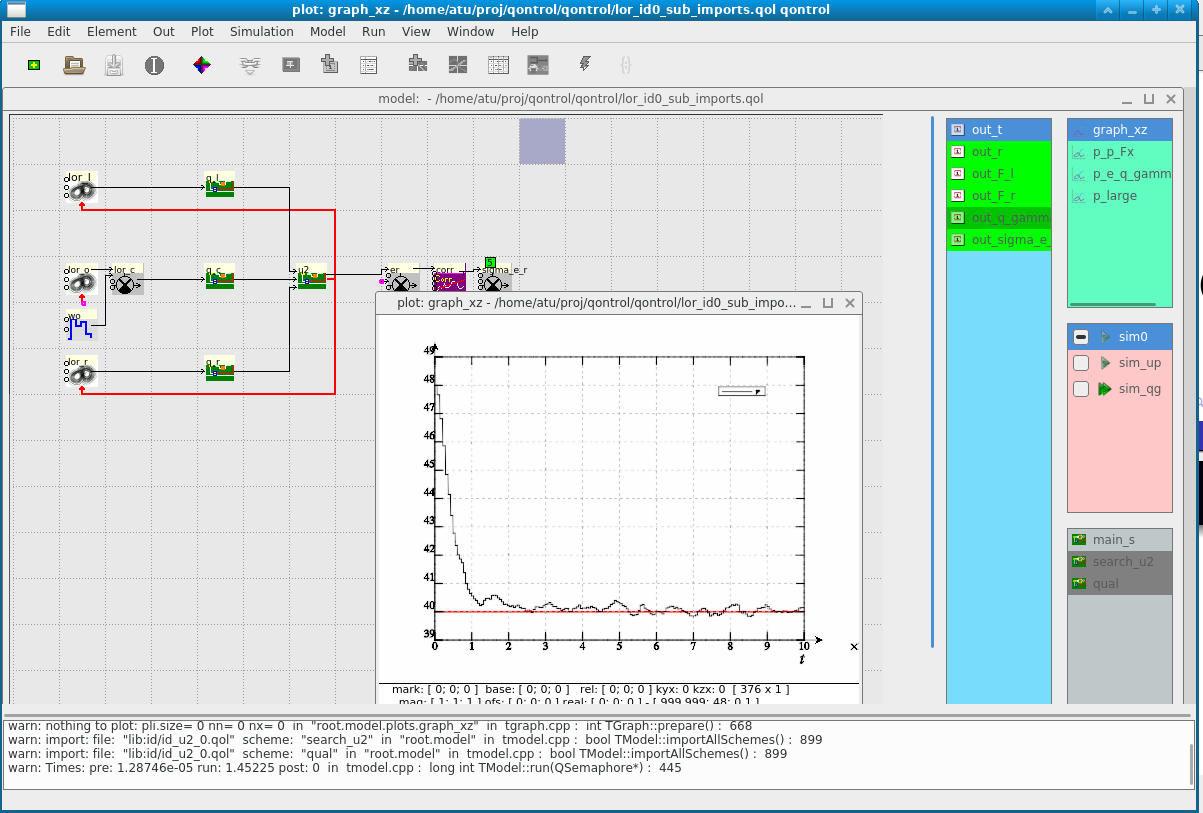 plot: graph_xz - /home/atu/proj/qontrol/qontrol/lor_id0_sub_imports.qol qontrol
File Edit Element Out Plot Simulation Model Run View Window Help
model: - /home/atu/proj/qontrol/qontrol/lor_id0_sub_imports.qol
lor_l
q_l
lor_o
lor_c
q_c
u2
er
corr
5
sigma_e_r
wo
lor_r
q_r
plot: graph_xz - /home/atu/proj/qontrol/qontrol/lor_id0_sub_impo...
49
48
47
46
45
44
43
42
41
40
39
0 1 2 3 4 5 6 7 8 9 10
x
t
mark: [ 0; 0; 0 ] base: [ 0; 0; 0 ] rel: [ 0; 0; 0 ] kyx: 0 kzx: 0 [ 376 x 1 ]
mag: [ 1; 1; 1 ] ofs: [ 0; 0; 0 ] real: [ 0; 0; 0 ] - [ 999.999; 48; 0.1 ]
out_t
out_r
out_F_l
out_F_r
out_q_gamm
out_sigma_e_
graph_xz
p_p_Fx
p_e_q_gamm
p_large
sim0
sim_up
sim_qg
main_s
search_u2
qual
warn: nothing to plot: pli.size= 0 nn= 0 nx= 0 in "root.model.plots.graph_xz" in tgraph.cpp : int TGraph::prepare() : 668
warn: import: file: "lib:id/id_u2_0.qol" scheme: "search_u2" in "root.model" in tmodel.cpp : bool TModel::importAllSchemes() : 899
warn: import: file: "lib:id/id_u2_0.qol" scheme: "qual" in "root.model" in tmodel.cpp : bool TModel::importAllSchemes() : 899
warn: Times: pre: 1.28746e-05 run: 1.45225 post: 0 in tmodel.cpp : long int TModel::run(QSemaphore*) : 445